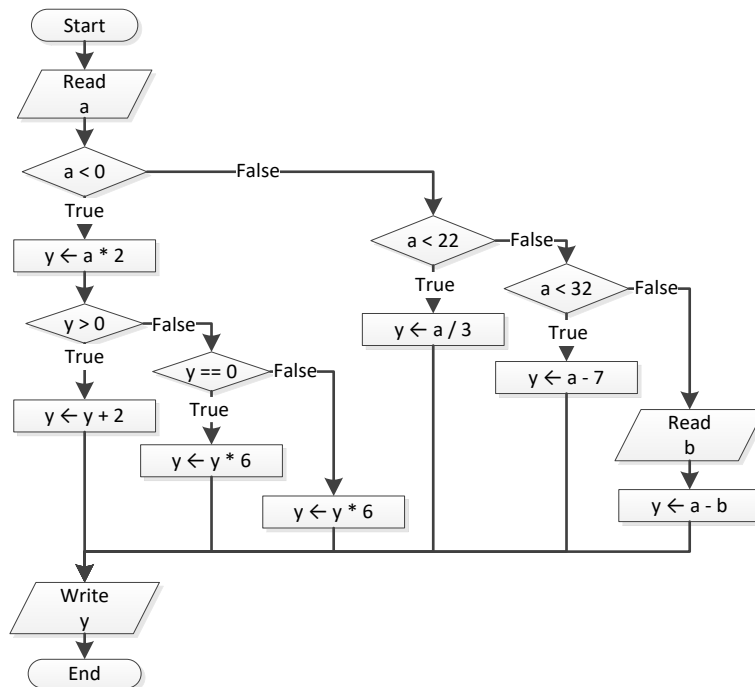 Start
Read
a
a < 0
False
True
a < 22
False
y ← a * 2
a < 32
False
True
y > 0
False
y ← a / 3
True
True
y == 0
False
y ← a - 7
y ← y + 2
True
Read
b
y ← y * 6
y ← y * 6
y ← a - b
Write
y
End